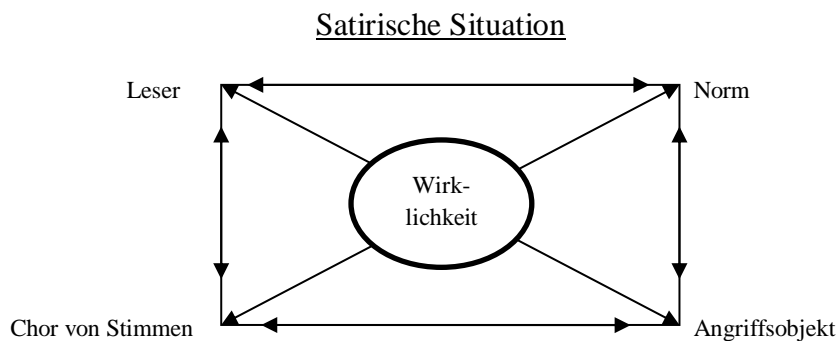 Satirische Situation
Leser
Norm
Wirk-
lichkeit
Chor von Stimmen
Angriffsobjekt